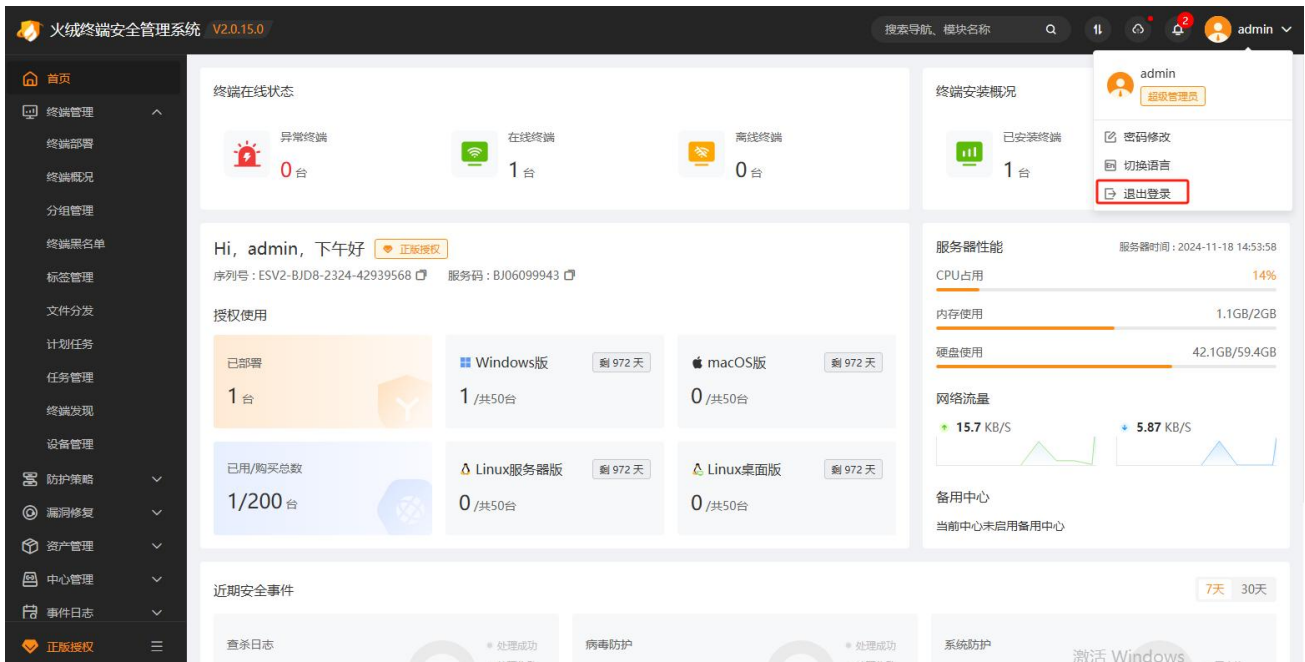 火绒终端安全管理系统 V2.0.15.0
搜索导航、模块名称
2
admin
首页
终端管理
终端部署
终端概况
分组管理
终端黑名单
标签管理
文件分发
计划任务
任务管理
终端发现
设备管理
防护策略
漏洞修复
资产管理
中心管理
事件日志
正版授权
终端在线状态
异常终端
0 台
在线终端
1 台
离线终端
0 台
终端安装概况
已安装终端
1 台
admin
超级管理员
密码修改
En 切换语言
退出登录
Hi, admin, 下午好 正版授权
序列号 : ESV2-BJD8-2324-42939568 服务码 : BJ06099943
授权使用
已部署
1 台
Windows版 剩 972 天
1 /共50台
macOS版 剩 972 天
0 /共50台
已用/购买总数
1/200 台
Linux服务器版 剩 972 天
0 /共50台
Linux桌面版 剩 972 天
0 /共50台
服务器性能 服务器时间 : 2024-11-18 14:53:58
CPU占用 14%
内存使用 1.1GB/2GB
硬盘使用 42.1GB/59.4GB
网络流量
15.7 KB/S 5.87 KB/S
备用中心
当前中心未启用备用中心
近期安全事件 7天 30天
查杀日志 处理成功
病毒防护 处理成功
系统防护
激活 Windows